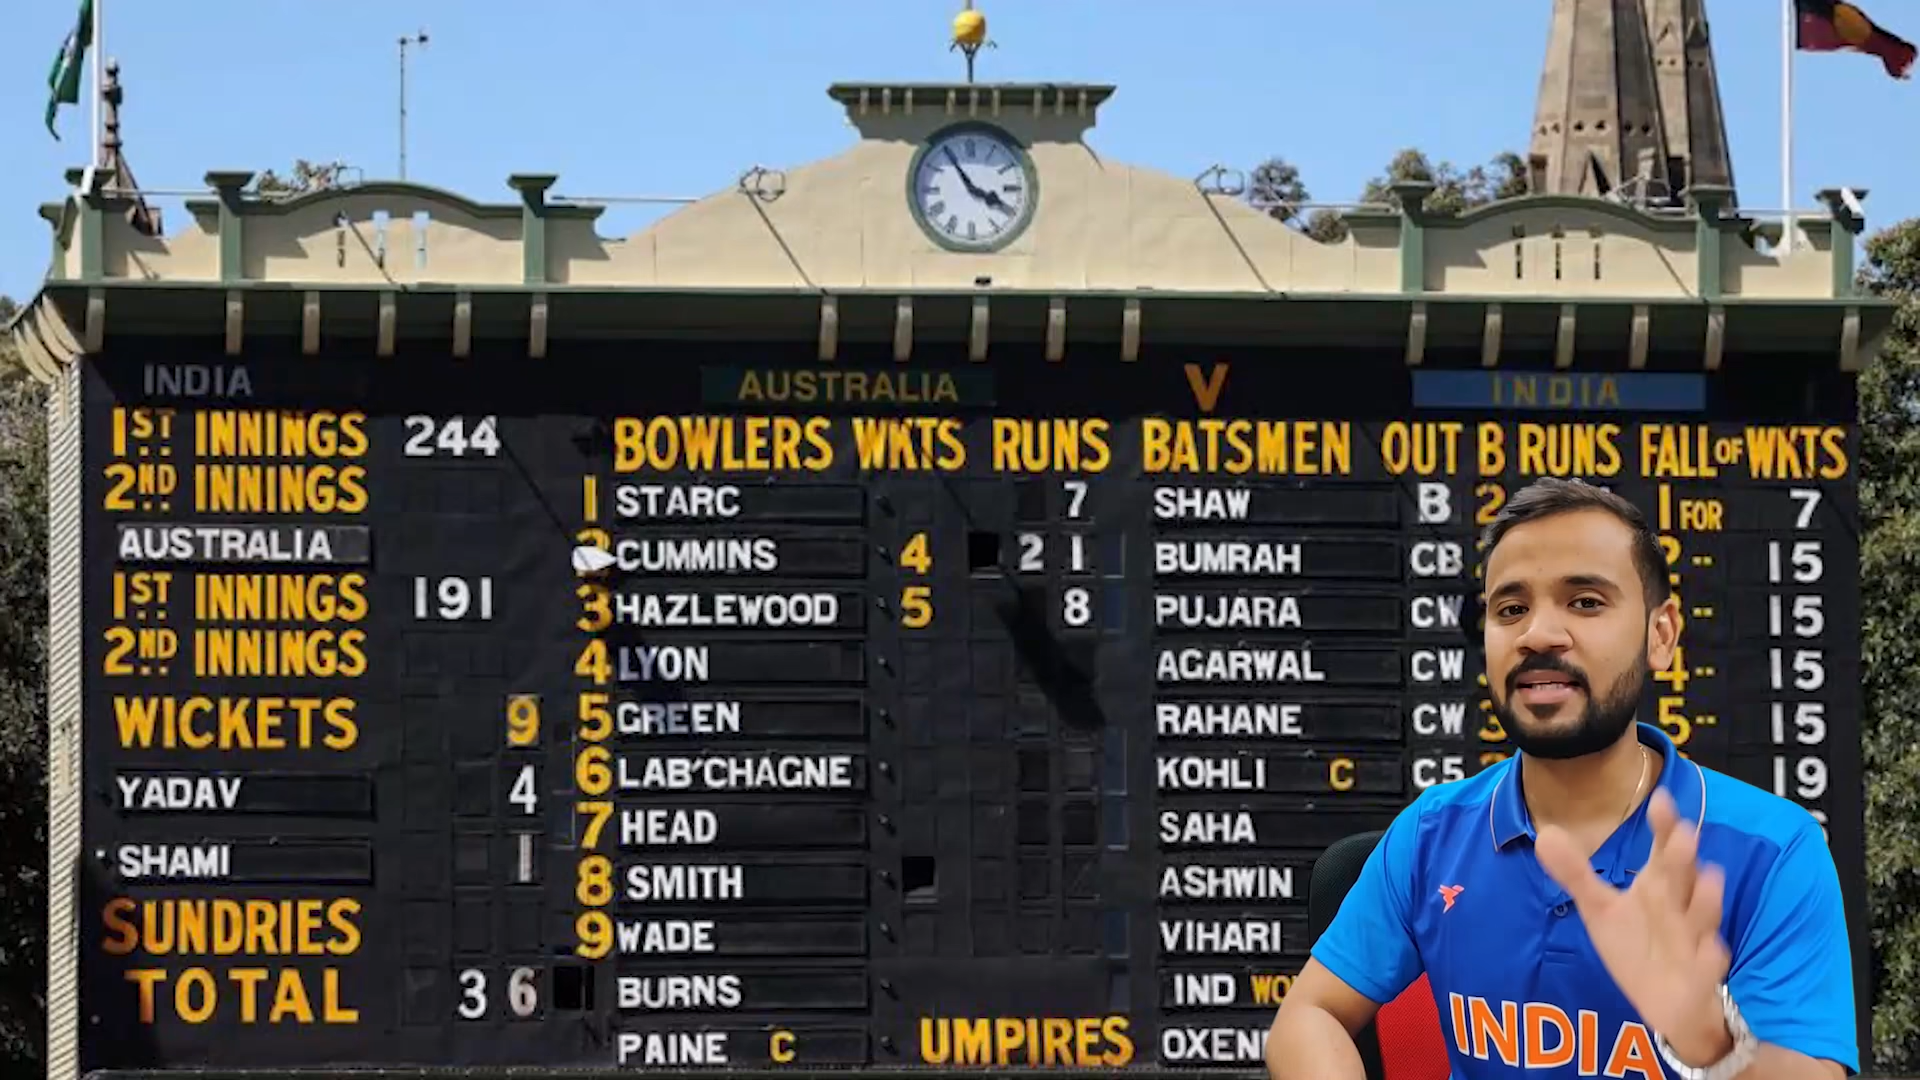 INDIA
1ST INNINGS 244
2ND INNINGS
AUSTRALIA
1ST INNINGS 191
2ND INNINGS
WICKETS 9
YADAV 4
SHAMI 1
SUNDRIES
TOTAL 36
AUSTRALIA V INDIA
BOWLERS WKTS RUNS
1 STARC 7
CUMMINS 4 21
3 HAZLEWOOD 5 8
4 LYON
5 GREEN
6 LAB'CHAGNE
7 HEAD
8 SMITH
9 WADE
BURNS
PAINE C
UMPIRES
BATSMEN OUT B RUNS FALL OF WKTS
SHAW B 2 1 FOR 7
BUMRAH CB 15
PUJARA CW 15
AGARWAL CW 4 15
RAHANE CW 3 5 15
KOHLI C C5 19
SAHA
ASHWIN
VIHARI
IND
INDIA